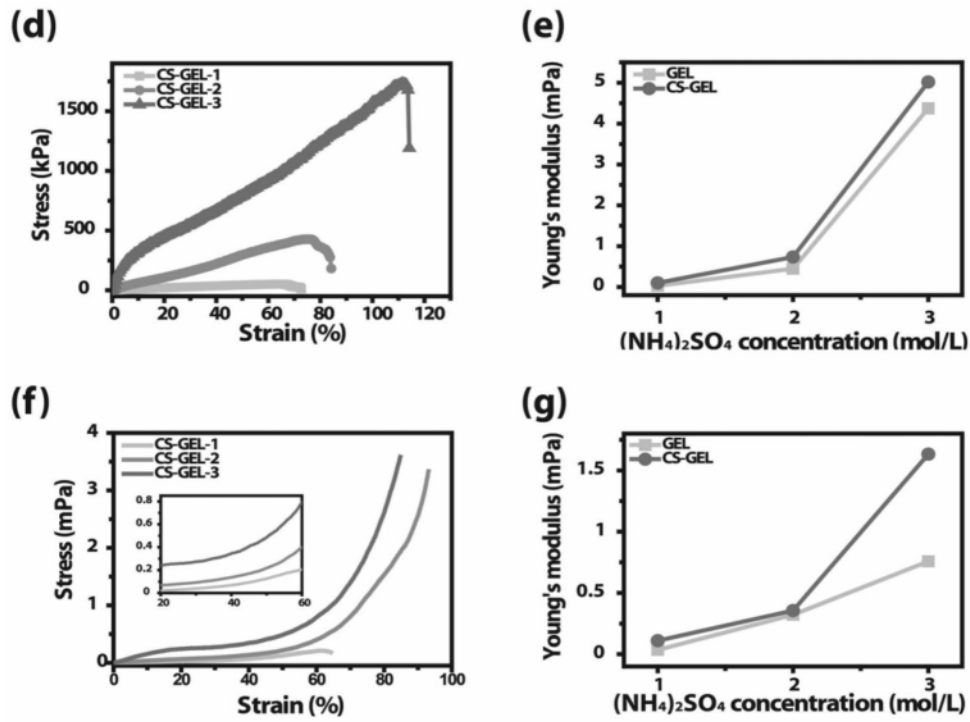 (d)
CS-GEL-1
CS-GEL-2
CS-GEL-3
Stress (kPa)
1500
1000
500
0
0 20 40 60 80 100 120
Strain (%)
(e)
GEL
CS-GEL
Young's modulus (mPa)
5
4
1
0
1 2 3
(NH₄)₂SO₄ concentration (mol/L)
(f)
CS-GEL-1
CS-GEL-2
CS-GEL-3
Stress (mPa)
4
3
2
1
0
0.8
0.6
0.4
0.2
0
20 40 60
0 20 40 60 80 100
Strain (%)
(g)
GEL
CS-GEL
Young's modulus (mPa)
1.5
1
0.5
0
1 2 3
(NH₄)₂SO₄ concentration (mol/L)